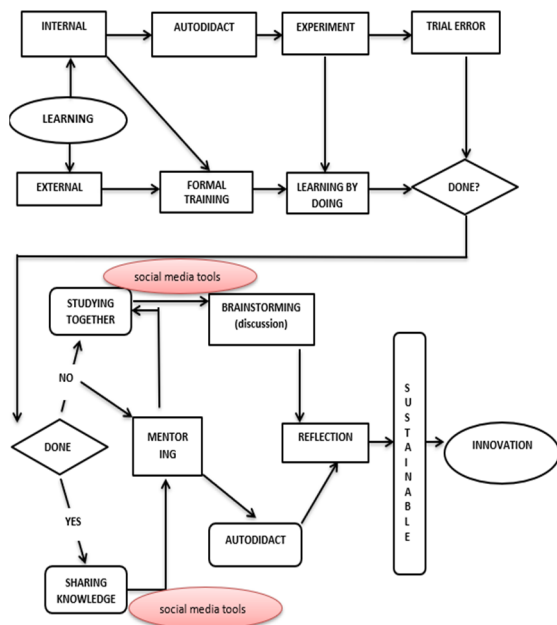 INTERNAL
AUTODIDACT
EXPERIMENT
TRIAL ERROR
LEARNING
EXTERNAL
FORMAL
TRAINING
LEARNING BY
DOING
DONE?
social media tools
STUDYING
TOGETHER
BRAINSTORMING
(discussion)
NO
DONE
MENTOR
ING
REFLECTION
SUSTAINABLE
INNOVATION
YES
AUTODIDACT
SHARING
KNOWLEDGE
social media tools